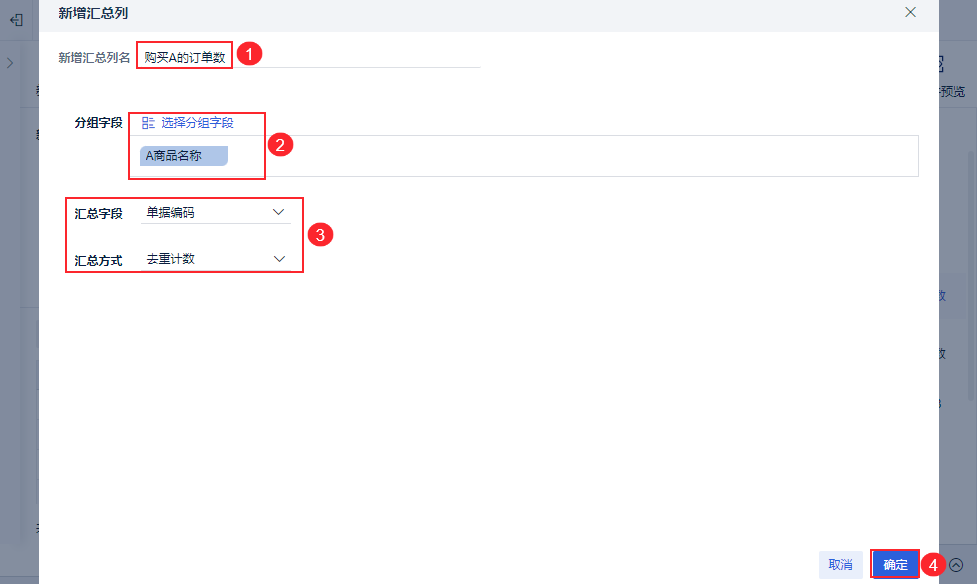 新增汇总列
新增汇总列名 购买A的订单数 1
分组字段 选择分组字段
A商品名称 2
汇总字段 单据编码
汇总方式 去重计数 3
取消 确定 4
预览
数
数